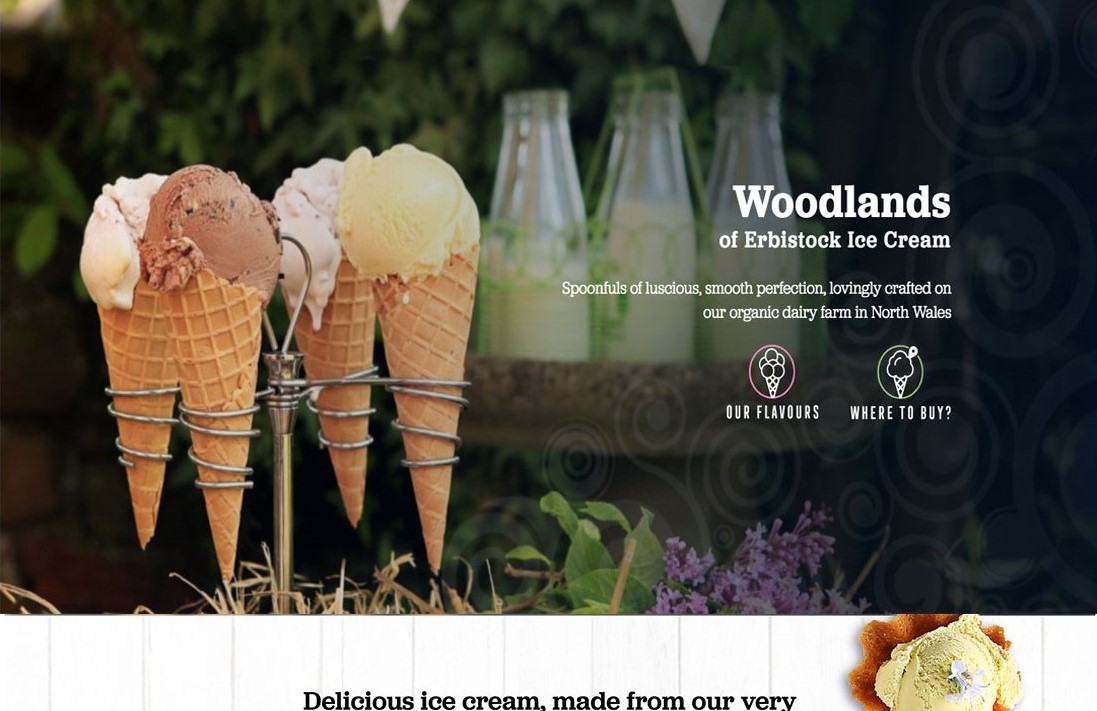 Woodlands
of Erbistock Ice Cream
Spoonfuls of luscious, smooth perfection, lovingly crafted on
our organic dairy farm in North Wales
OUR FLAVOURS
WHERE TO BUY?
Delicious ice cream, made from our very